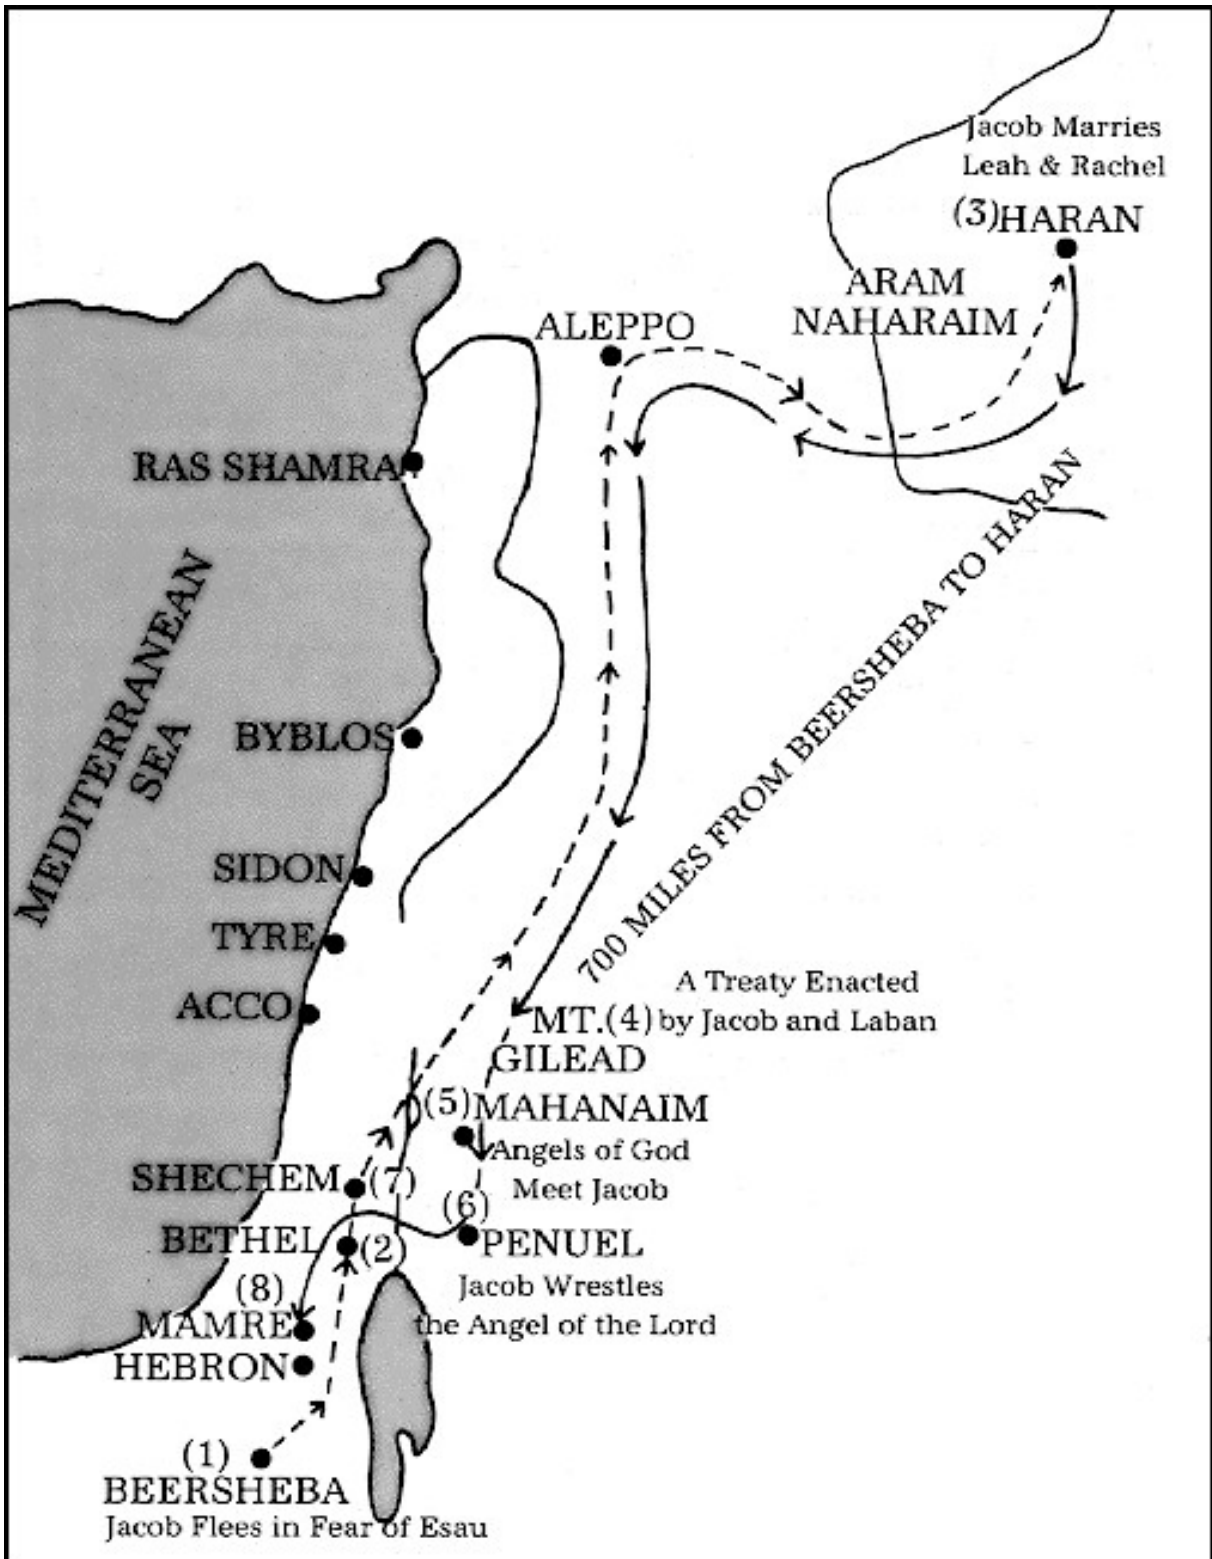 Jacob Marries
Leah & Rachel
(3)HARAN
ARAM
NAHARAIM
ALEPPO
RAS SHAMRA
MEDITERRANEAN
SEA
BYBLOS
700 MILES FROM BEERSHEBA TO HARAN
SIDON
TYRE
ACCO
A Treaty Enacted
MT.(4) by Jacob and Laban
GILEAD
(5)MAHANAIM
Angels of God
Meet Jacob
SHECHEM (7)
(6)
BETHEL (2)
PENUEL
Jacob Wrestles
the Angel of the Lord
(8)
MAMRE
HEBRON
(1)
BEERSHEBA
Jacob Flees in Fear of Esau